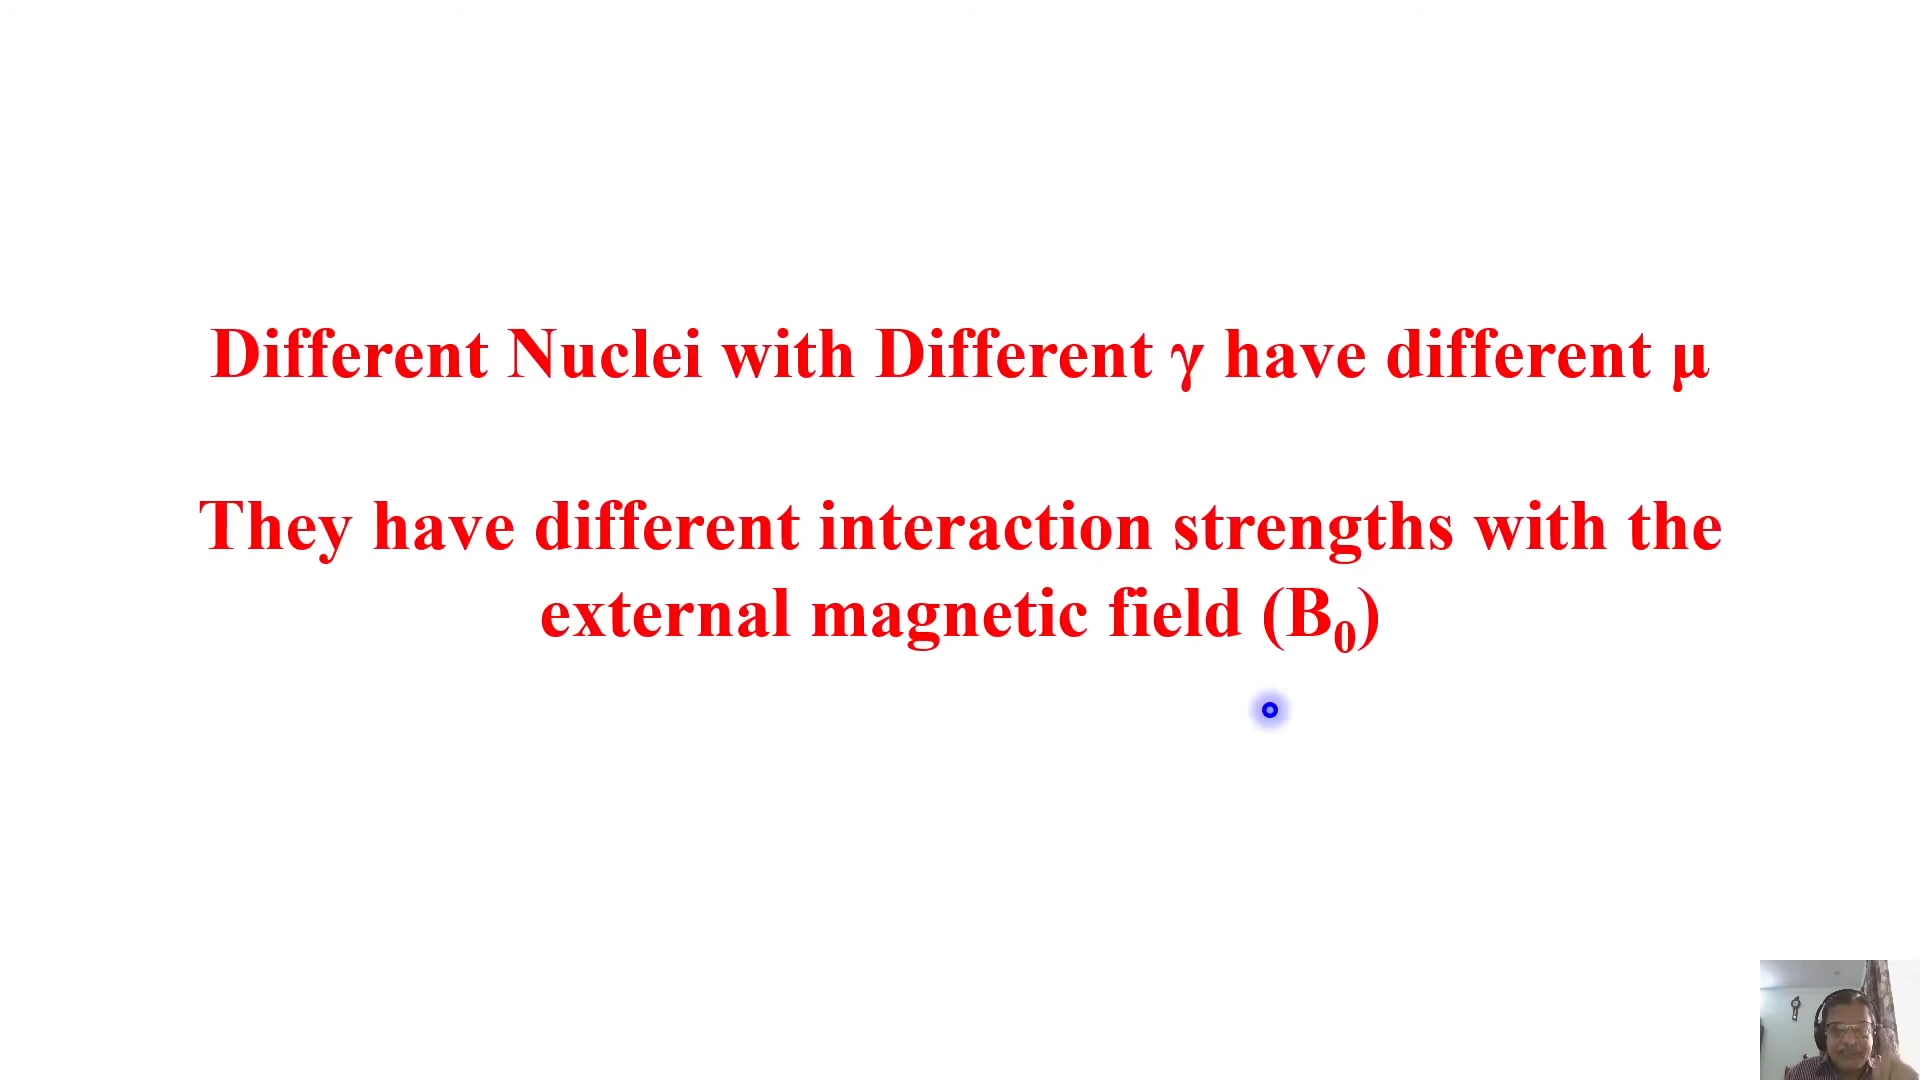 Different Nuclei with Different γ have different μ
They have different interaction strengths with the
external magnetic field (B₀)